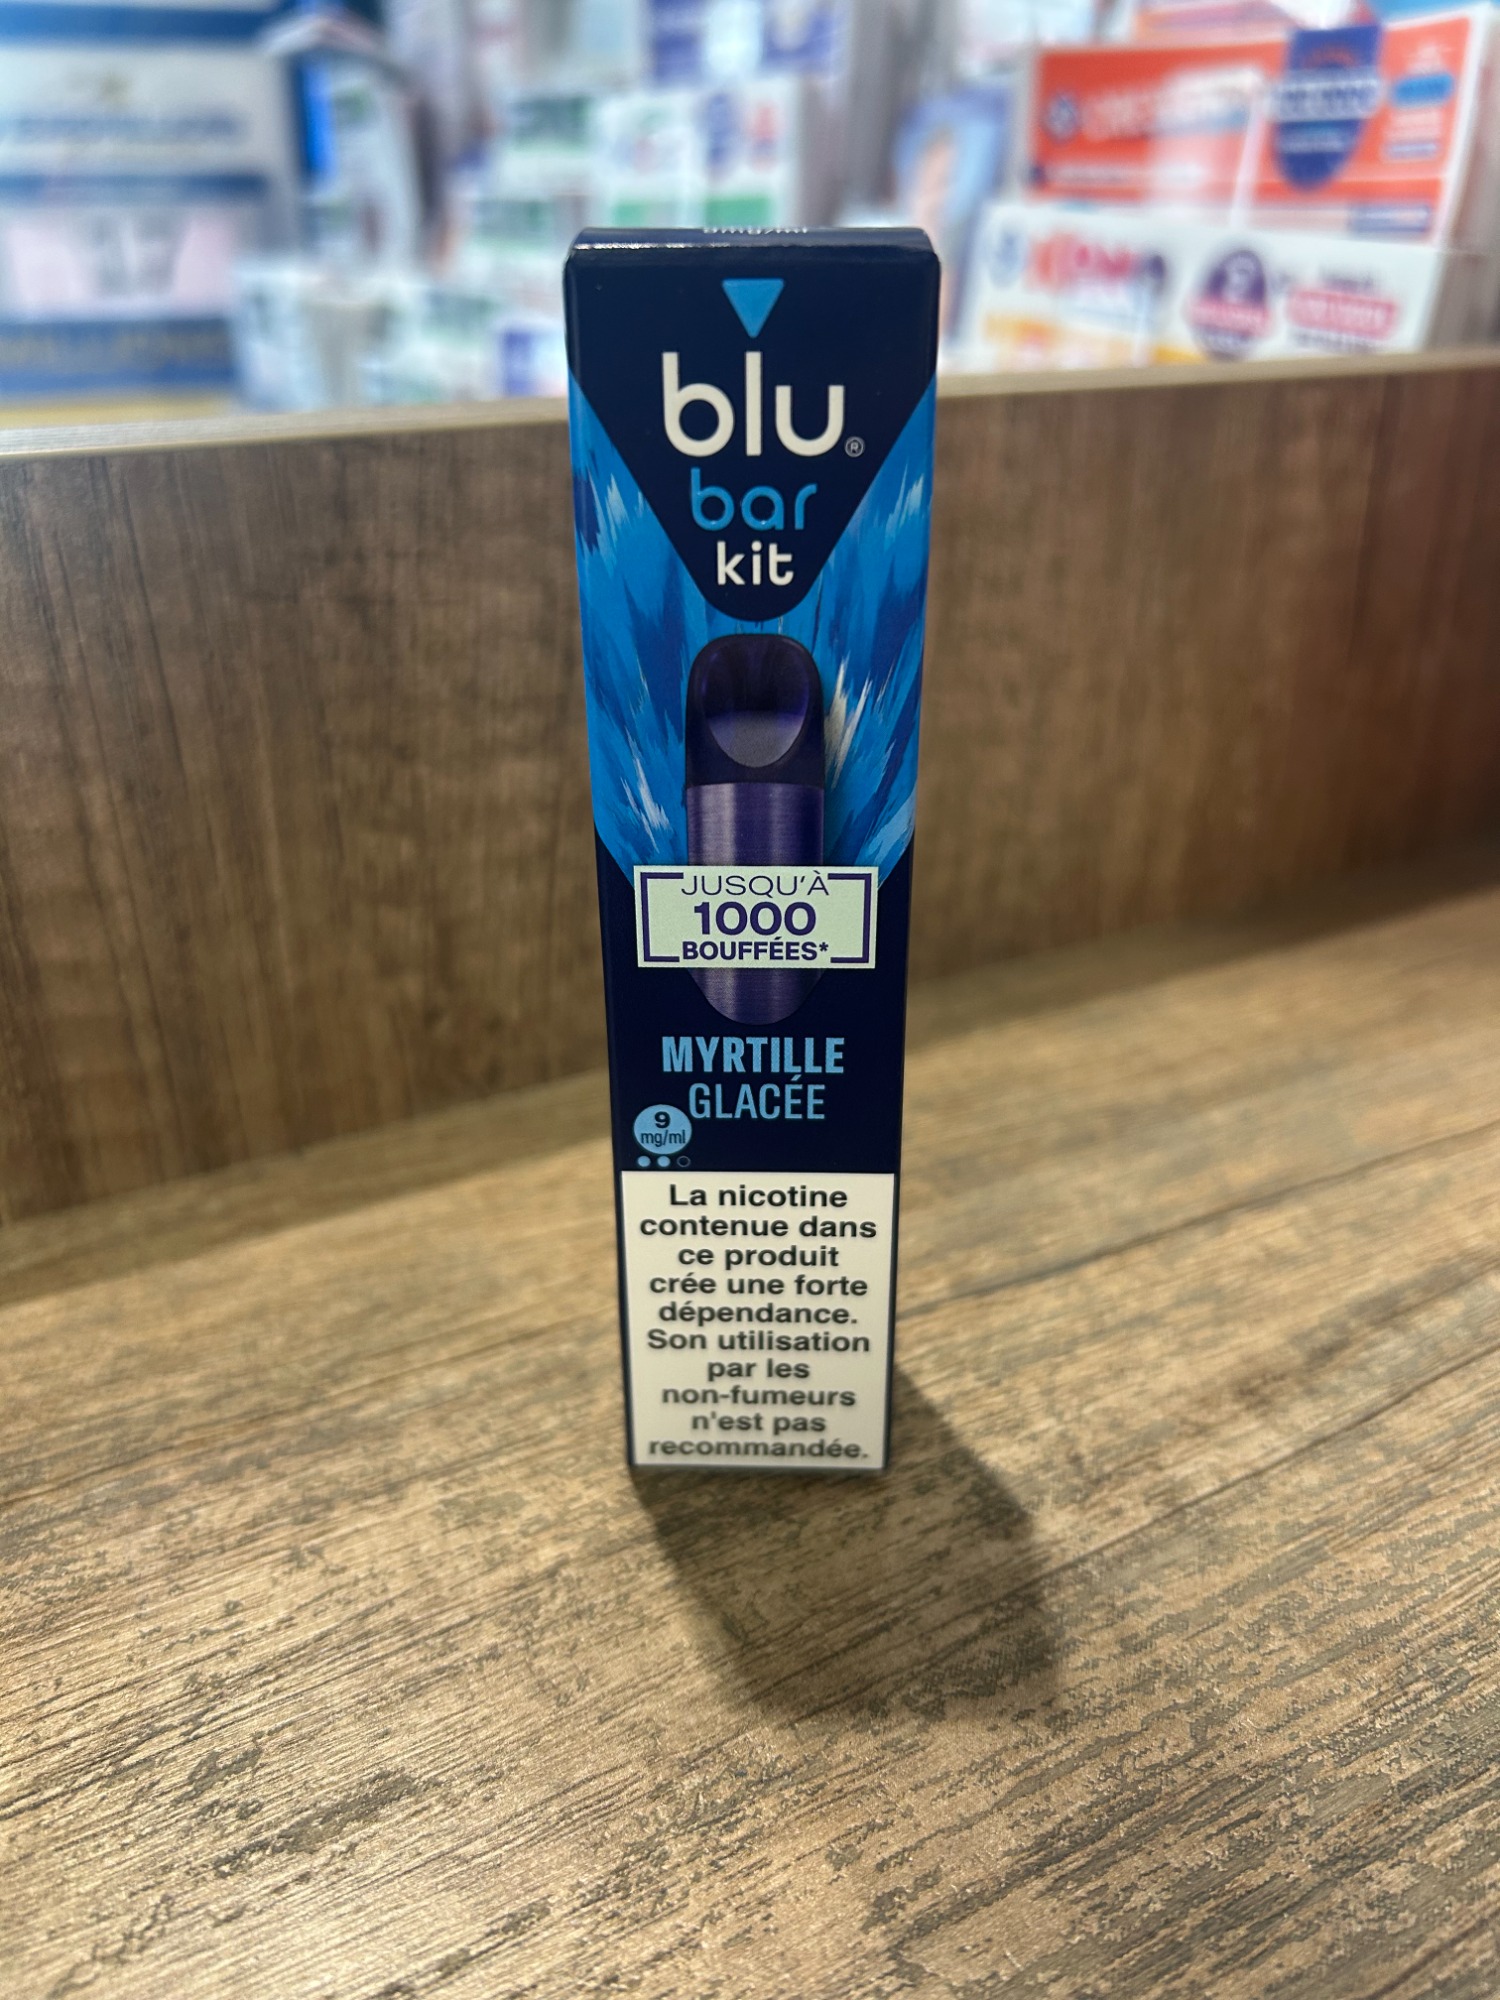 blu®
bar
kit
JUSQU'À
1000
BOUFFÉES*
MYRTILLE
GLACÉE
9
mg/ml
La nicotine
contenue dans
ce produit
crée une forte
dépendance.
Son utilisation
par les
non-fumeurs
n'est pas
recommandée.